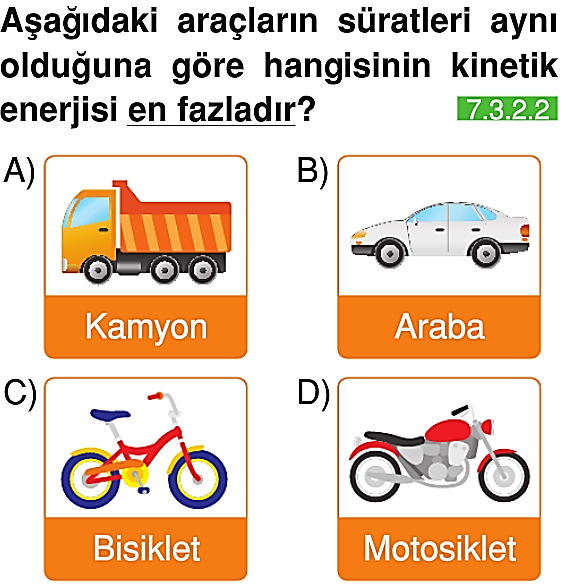 Aşağıdaki araçların süratleri aynı
olduğuna göre hangisinin kinetik
enerjisi en fazladır?
7.3.2.2
A)
Kamyon
B)
Araba
C)
Bisiklet
D)
Motosiklet